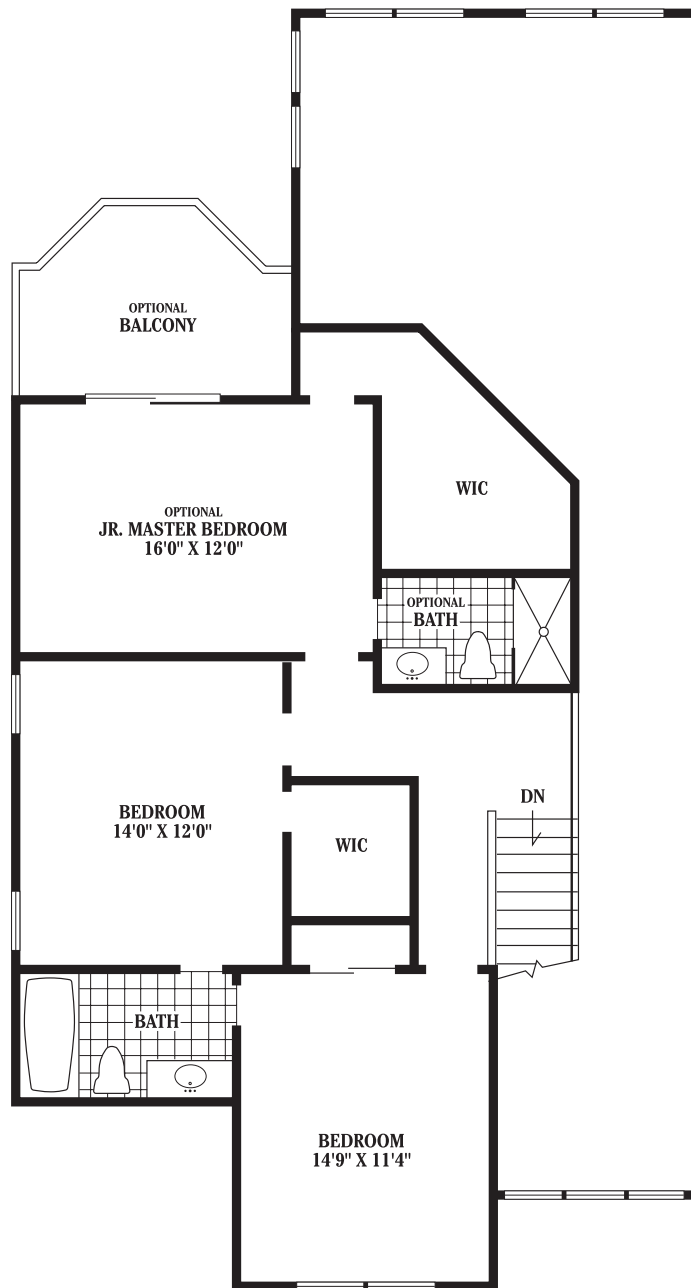 OPTIONAL
BALCONY
WIC
OPTIONAL
JR. MASTER BEDROOM
16'0" X 12'0"
OPTIONAL
BATH
DN
BEDROOM
14'0" X 12'0"
WIC
BATH
BEDROOM
14'9" X 11'4"